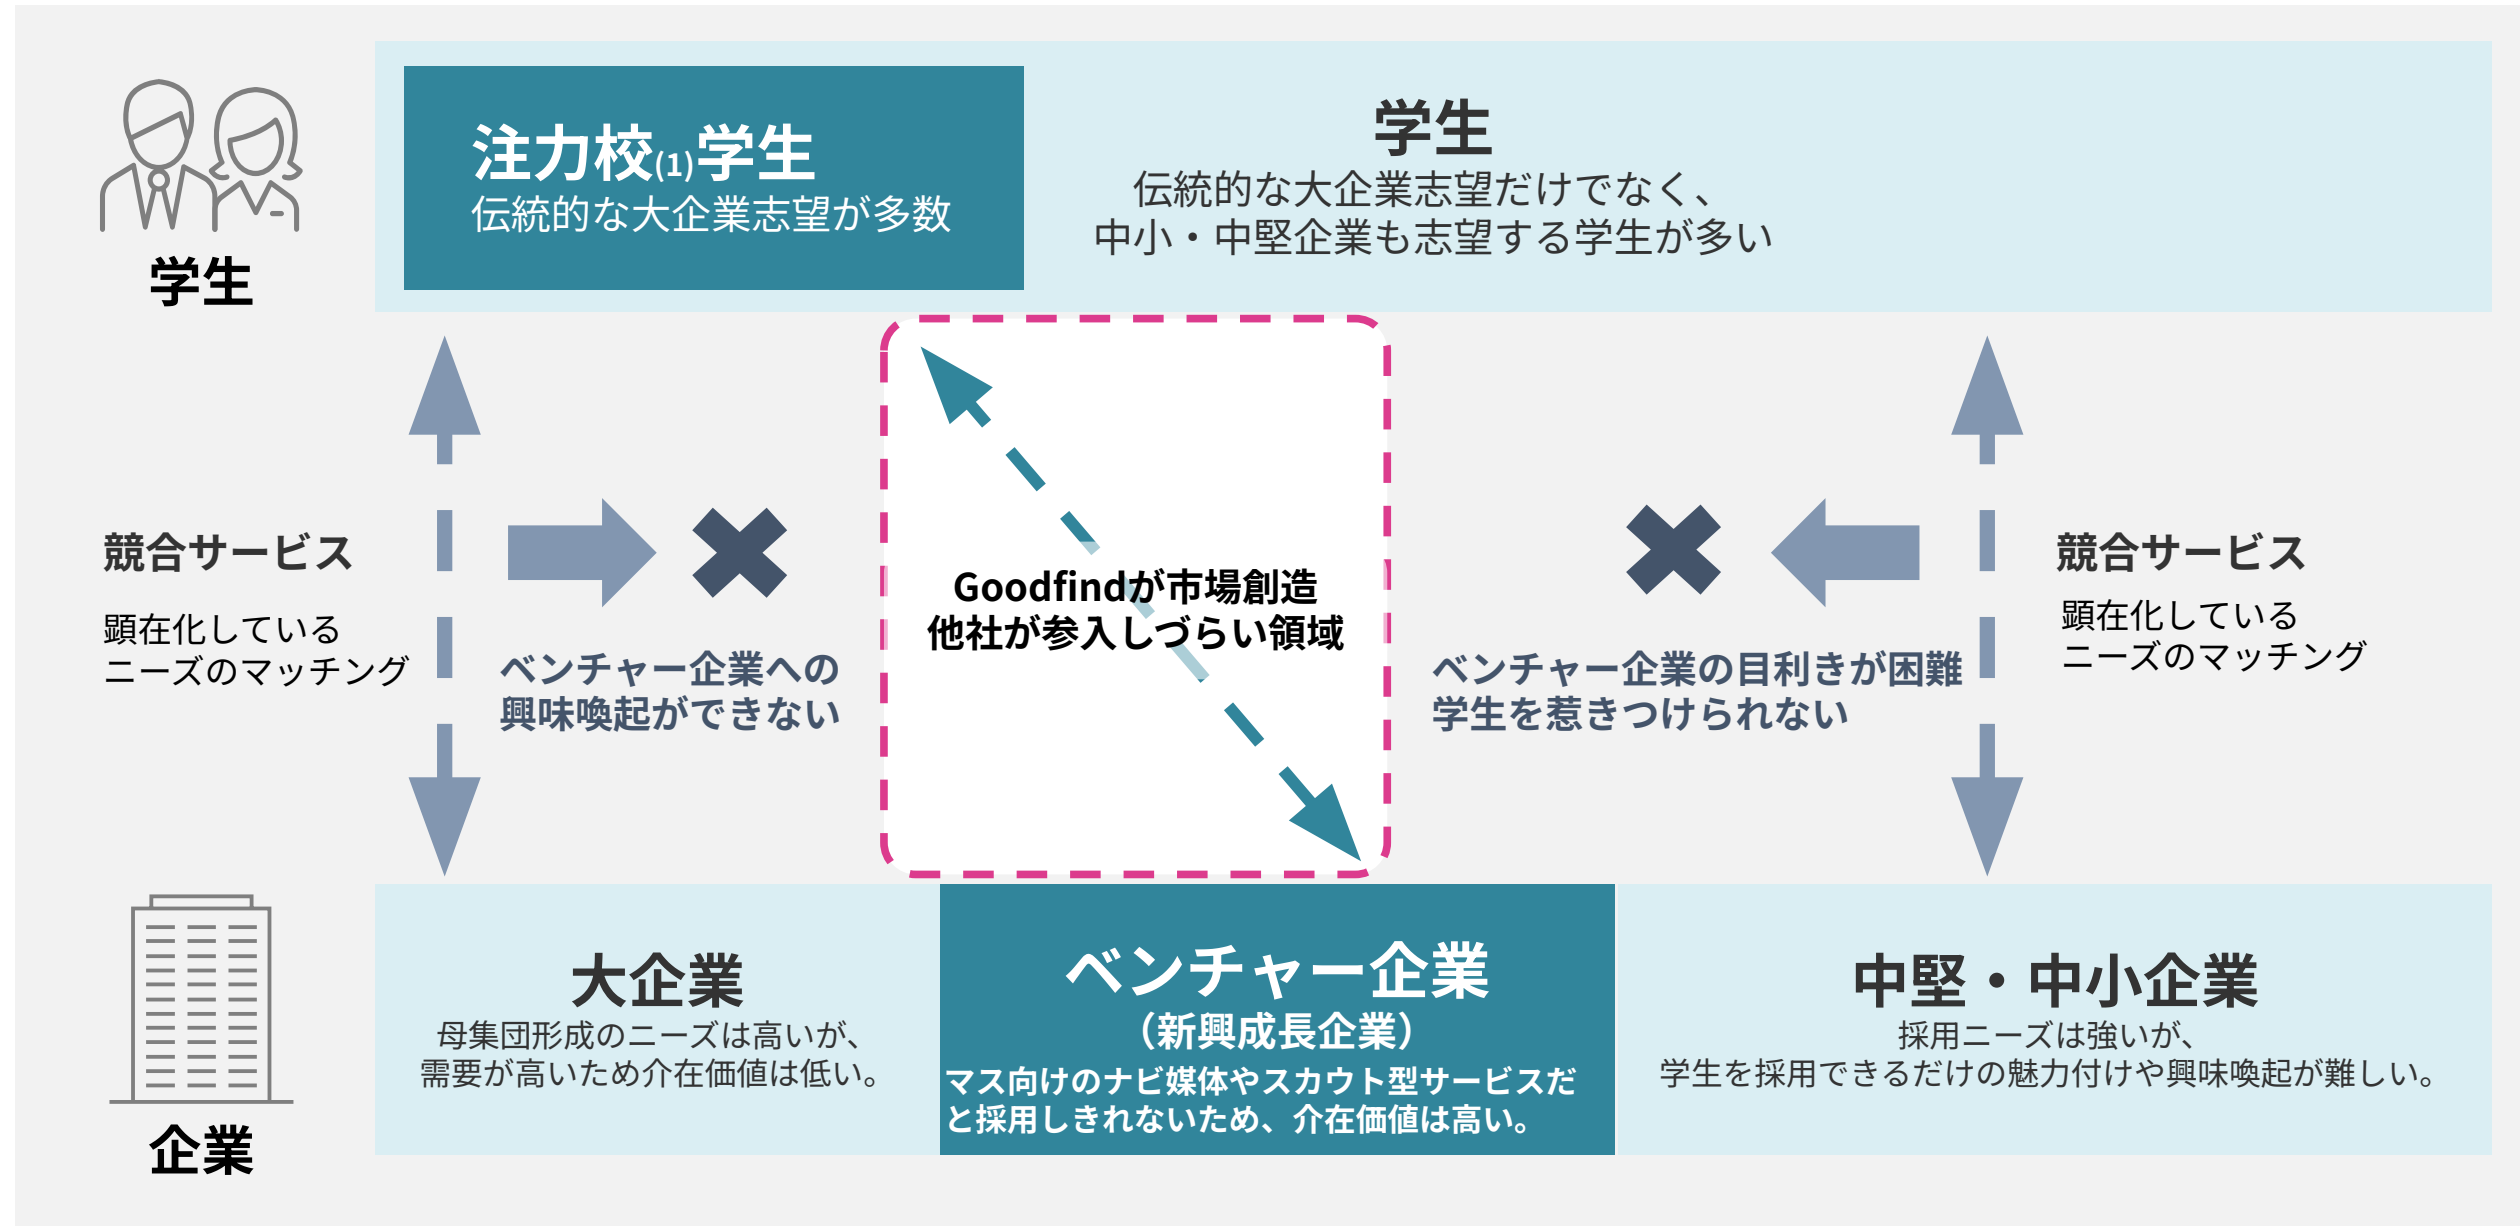 注力校(1)学生
伝統的な大企業志望が多数
学生
伝統的な大企業志望だけでなく、
中小・中堅企業も志望する学生が多い
学生
競合サービス
顕在化している
ニーズのマッチング
ベンチャー企業への
興味喚起ができない
Goodfindが市場創造
他社が参入しづらい領域
ベンチャー企業の目利きが困難
学生を惹きつけられない
競合サービス
顕在化している
ニーズのマッチング
企業
大企業
母集団形成のニーズは高いが、
需要が高いため介在価値は低い。
ベンチャー企業
（新興成長企業）
マス向けのナビ媒体やスカウト型サービスだ
と採用しきれないため、介在価値は高い。
中堅・中小企業
採用ニーズは強いが、
学生を採用できるだけの魅力付けや興味喚起が難しい。